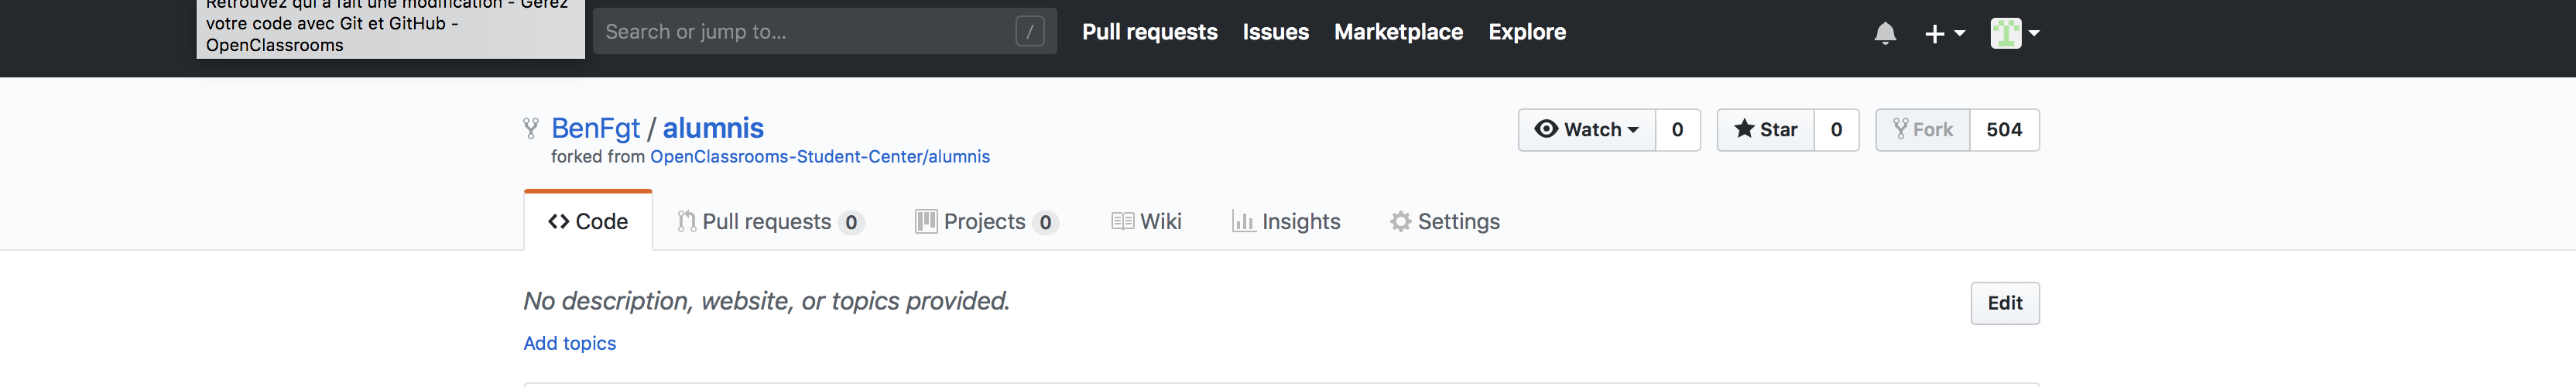 Retrouvez qui a fait une modification - Gérez
votre code avec Git et GitHub -
OpenClassrooms
Search or jump to... /
Pull requests Issues Marketplace Explore
BenFgt / alumnis
Watch 0 Star 0 Fork 504
forked from OpenClassrooms-Student-Center/alumnis
Code Pull requests 0 Projects 0 Wiki Insights Settings
No description, website, or topics provided.
Edit
Add topics